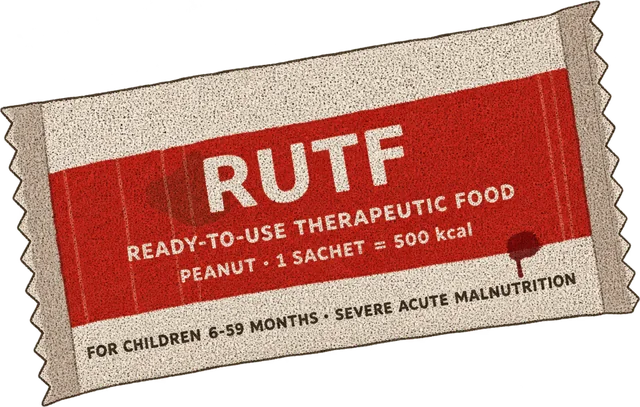 RUTF
READY-TO-USE THERAPEUTIC FOOD
PEANUT · 1 SACHET = 500 kcal
FOR CHILDREN 6-59 MONTHS · SEVERE ACUTE MALNUTRITION